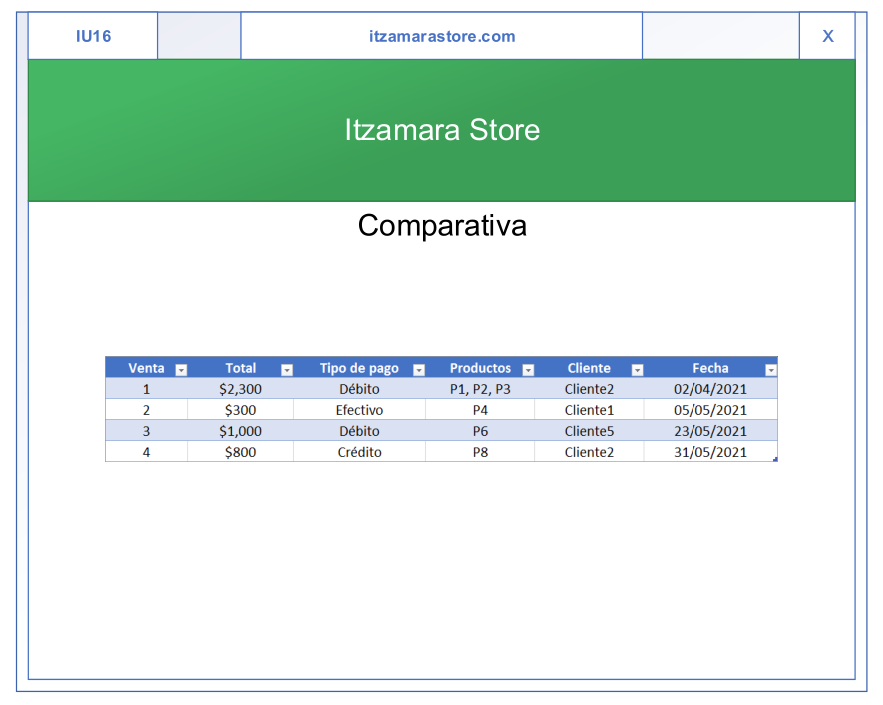 IU16 itzamarastore.com X
Itzamara Store
Comparativa
Venta Total Tipo de pago Productos Cliente Fecha
1 $2,300 Débito P1, P2, P3 Cliente2 02/04/2021
2 $300 Efectivo P4 Cliente1 05/05/2021
3 $1,000 Débito P6 Cliente5 23/05/2021
4 $800 Crédito P8 Cliente2 31/05/2021